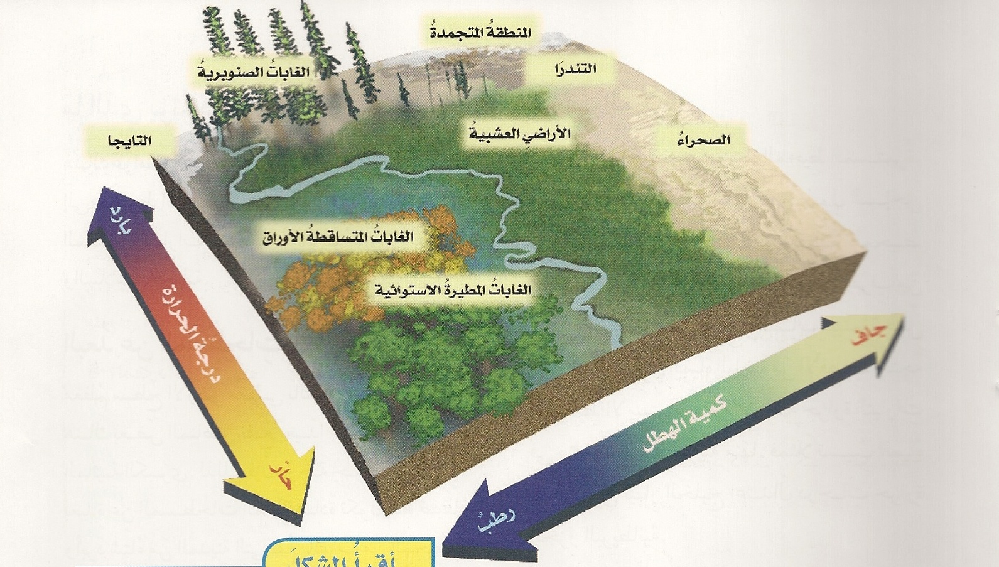 المنطقةُ المتجمدةُ
التندرَا
الغاباتُ الصنوبريةُ
الأراضيِ العشبيةُ
الصحراءُ
التايجا
الغاباتُ المتساقطةُ الأوراق
الغاباتُ المطيرةُ الاستوائية
بارد
درجةُ الحرارة
حارٌ
جاف
كمية الهطل
رطبٌ
أقرأُ الشكلَ